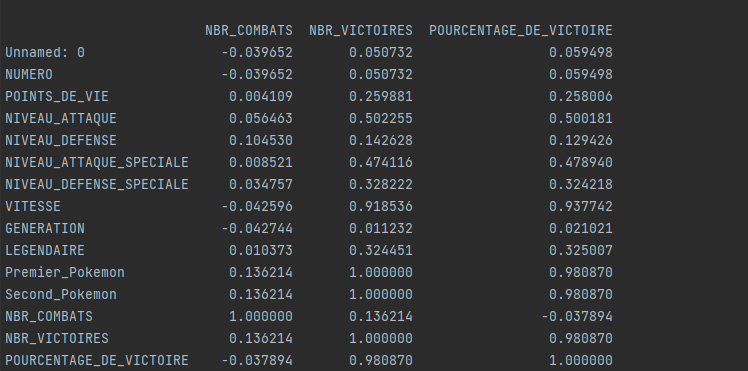 NBR_COMBATS NBR_VICTOIRES POURCENTAGE_DE_VICTOIRE
Unnamed: 0 -0.039652 0.050732 0.059498
NUMERO -0.039652 0.050732 0.059498
POINTS_DE_VIE 0.004109 0.259881 0.258006
NIVEAU_ATTAQUE 0.056463 0.502255 0.500181
NIVEAU_DEFENSE 0.104530 0.142628 0.129426
NIVEAU_ATTAQUE_SPECIALE 0.008521 0.474116 0.478940
NIVEAU_DEFENSE_SPECIALE 0.034757 0.328222 0.324218
VITESSE -0.042596 0.918536 0.937742
GENERATION -0.042744 0.011232 0.021021
LEGENDAIRE 0.010373 0.324451 0.325007
Premier_Pokemon 0.136214 1.000000 0.980870
Second_Pokemon 0.136214 1.000000 0.980870
NBR_COMBATS 1.000000 0.136214 -0.037894
NBR_VICTOIRES 0.136214 1.000000 0.980870
POURCENTAGE_DE_VICTOIRE -0.037894 0.980870 1.000000